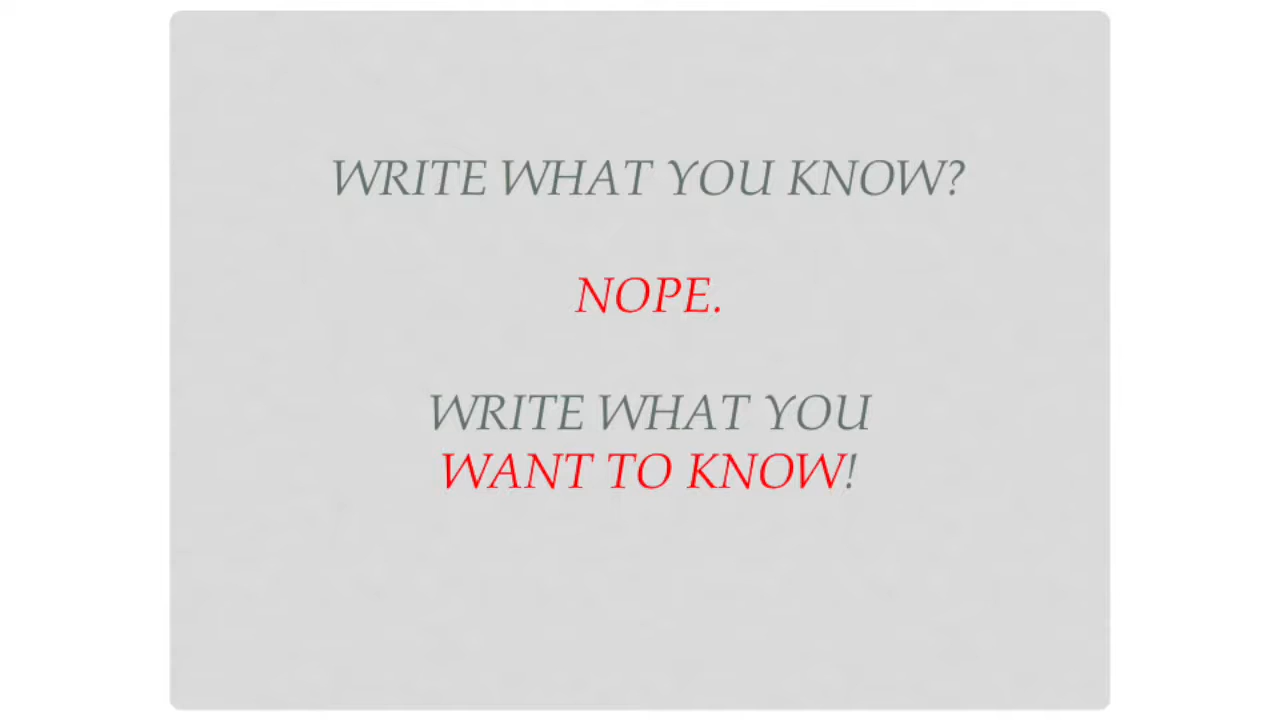 WRITE WHAT YOU KNOW?
NOPE.
WRITE WHAT YOU
WANT TO KNOW!